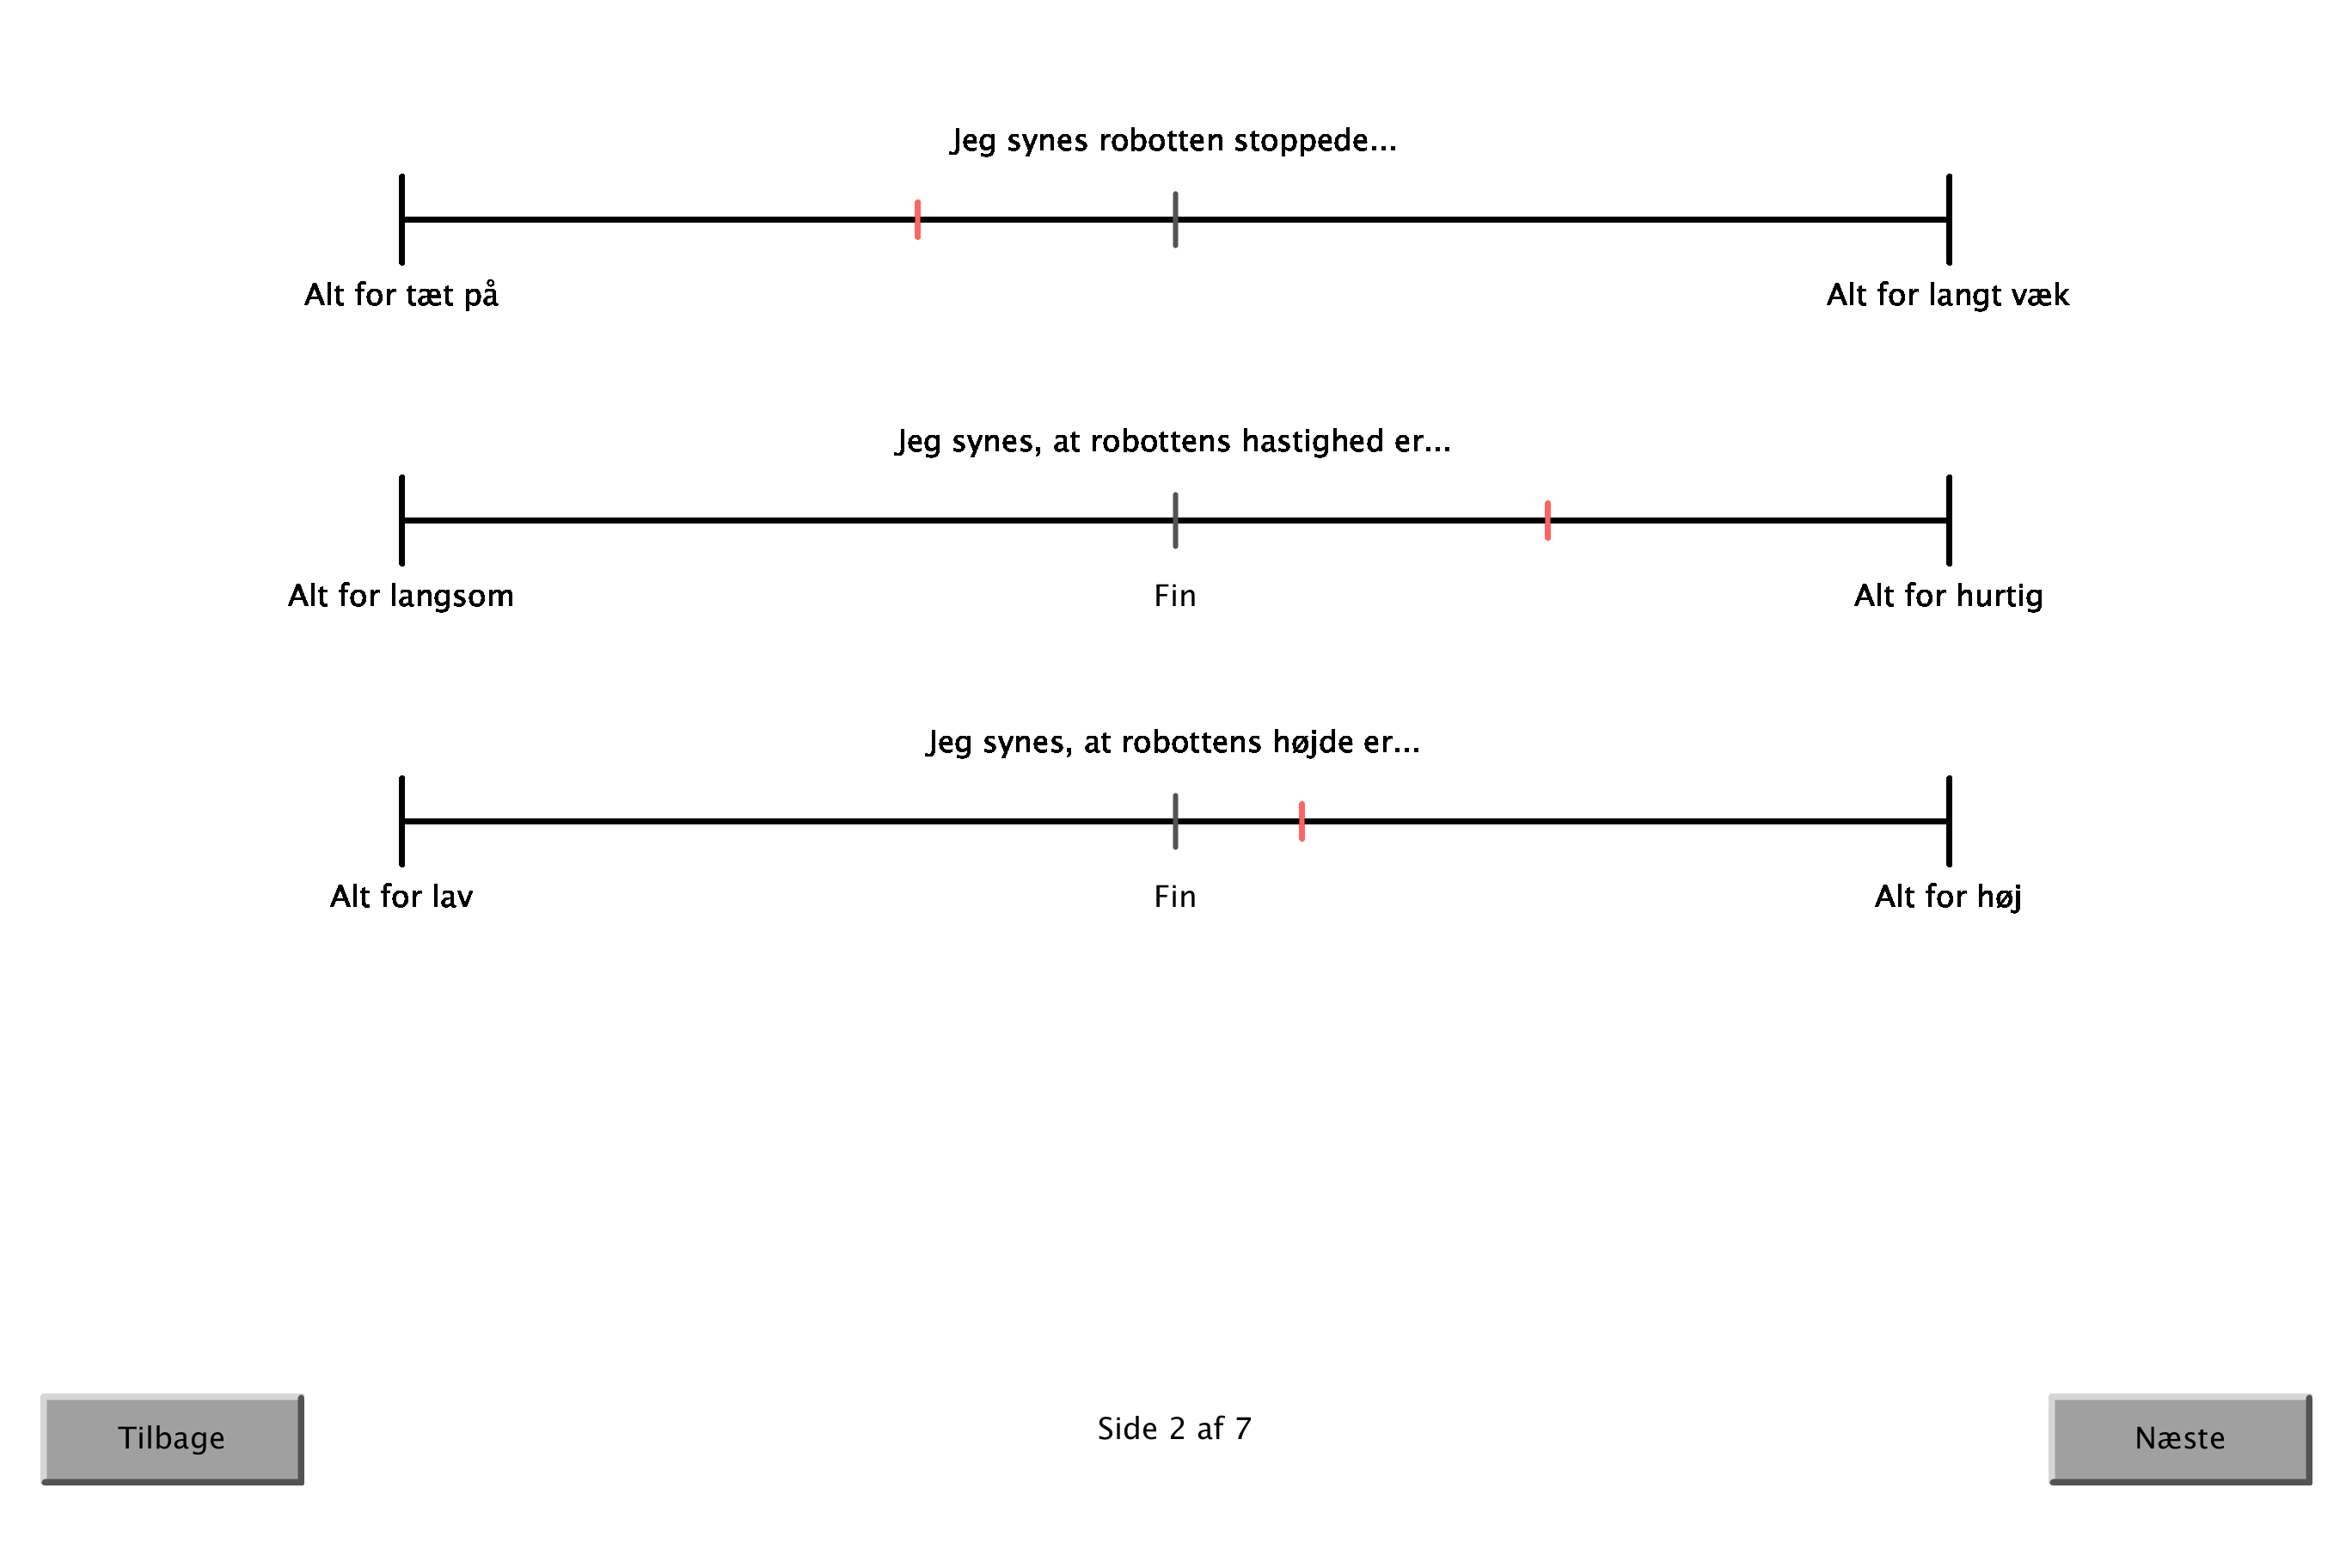 Jeg synes robotten stoppede...
Alt for tæt på
Alt for langt væk
Jeg synes, at robottens hastighed er...
Alt for langsom
Fin
Alt for hurtig
Jeg synes, at robottens højde er...
Alt for lav
Fin
Alt for høj
Tilbage
Side 2 af 7
Næste